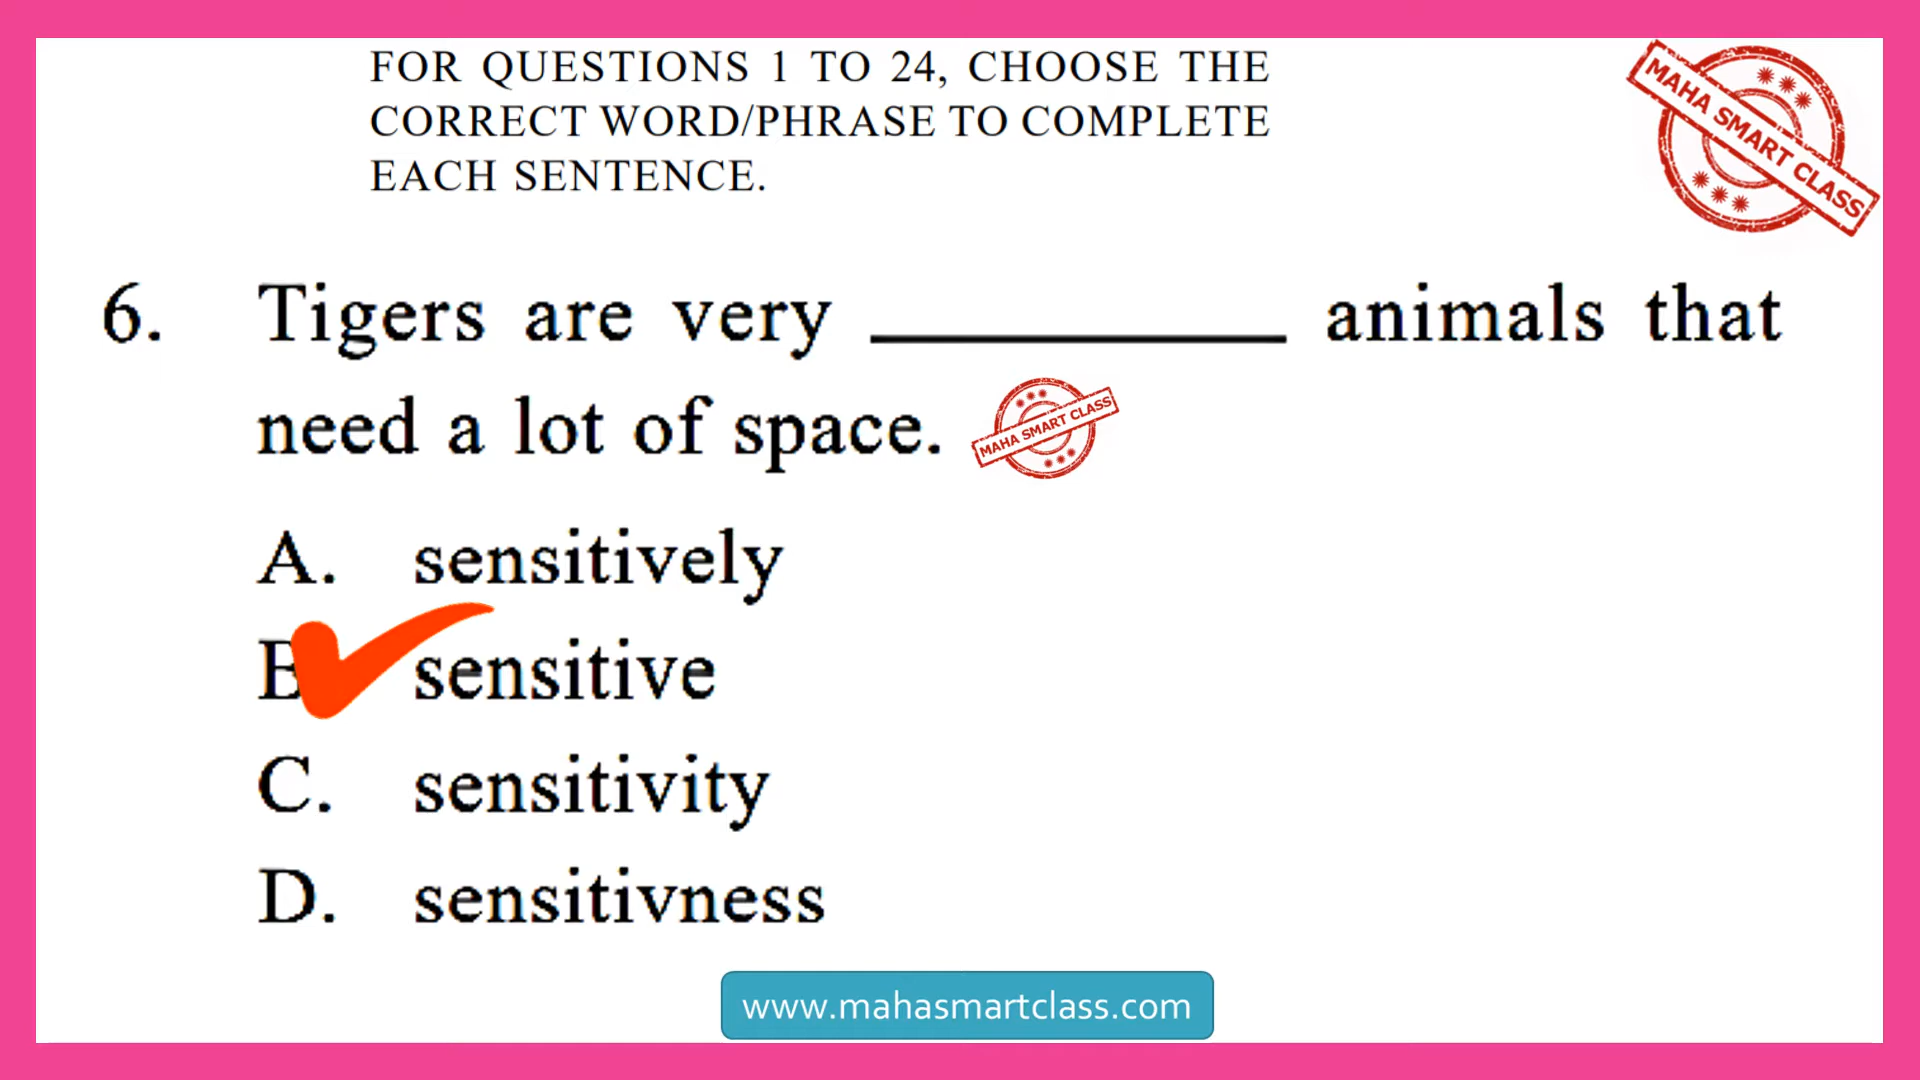 FOR QUESTIONS 1 TO 24, CHOOSE THE
CORRECT WORD/PHRASE TO COMPLETE
EACH SENTENCE.
MAHA SMART CLASS
6. Tigers are very __________ animals that
need a lot of space.
MAHA SMART CLASS
A. sensitively
B sensitive
C. sensitivity
D. sensitivness
www.mahasmartclass.com